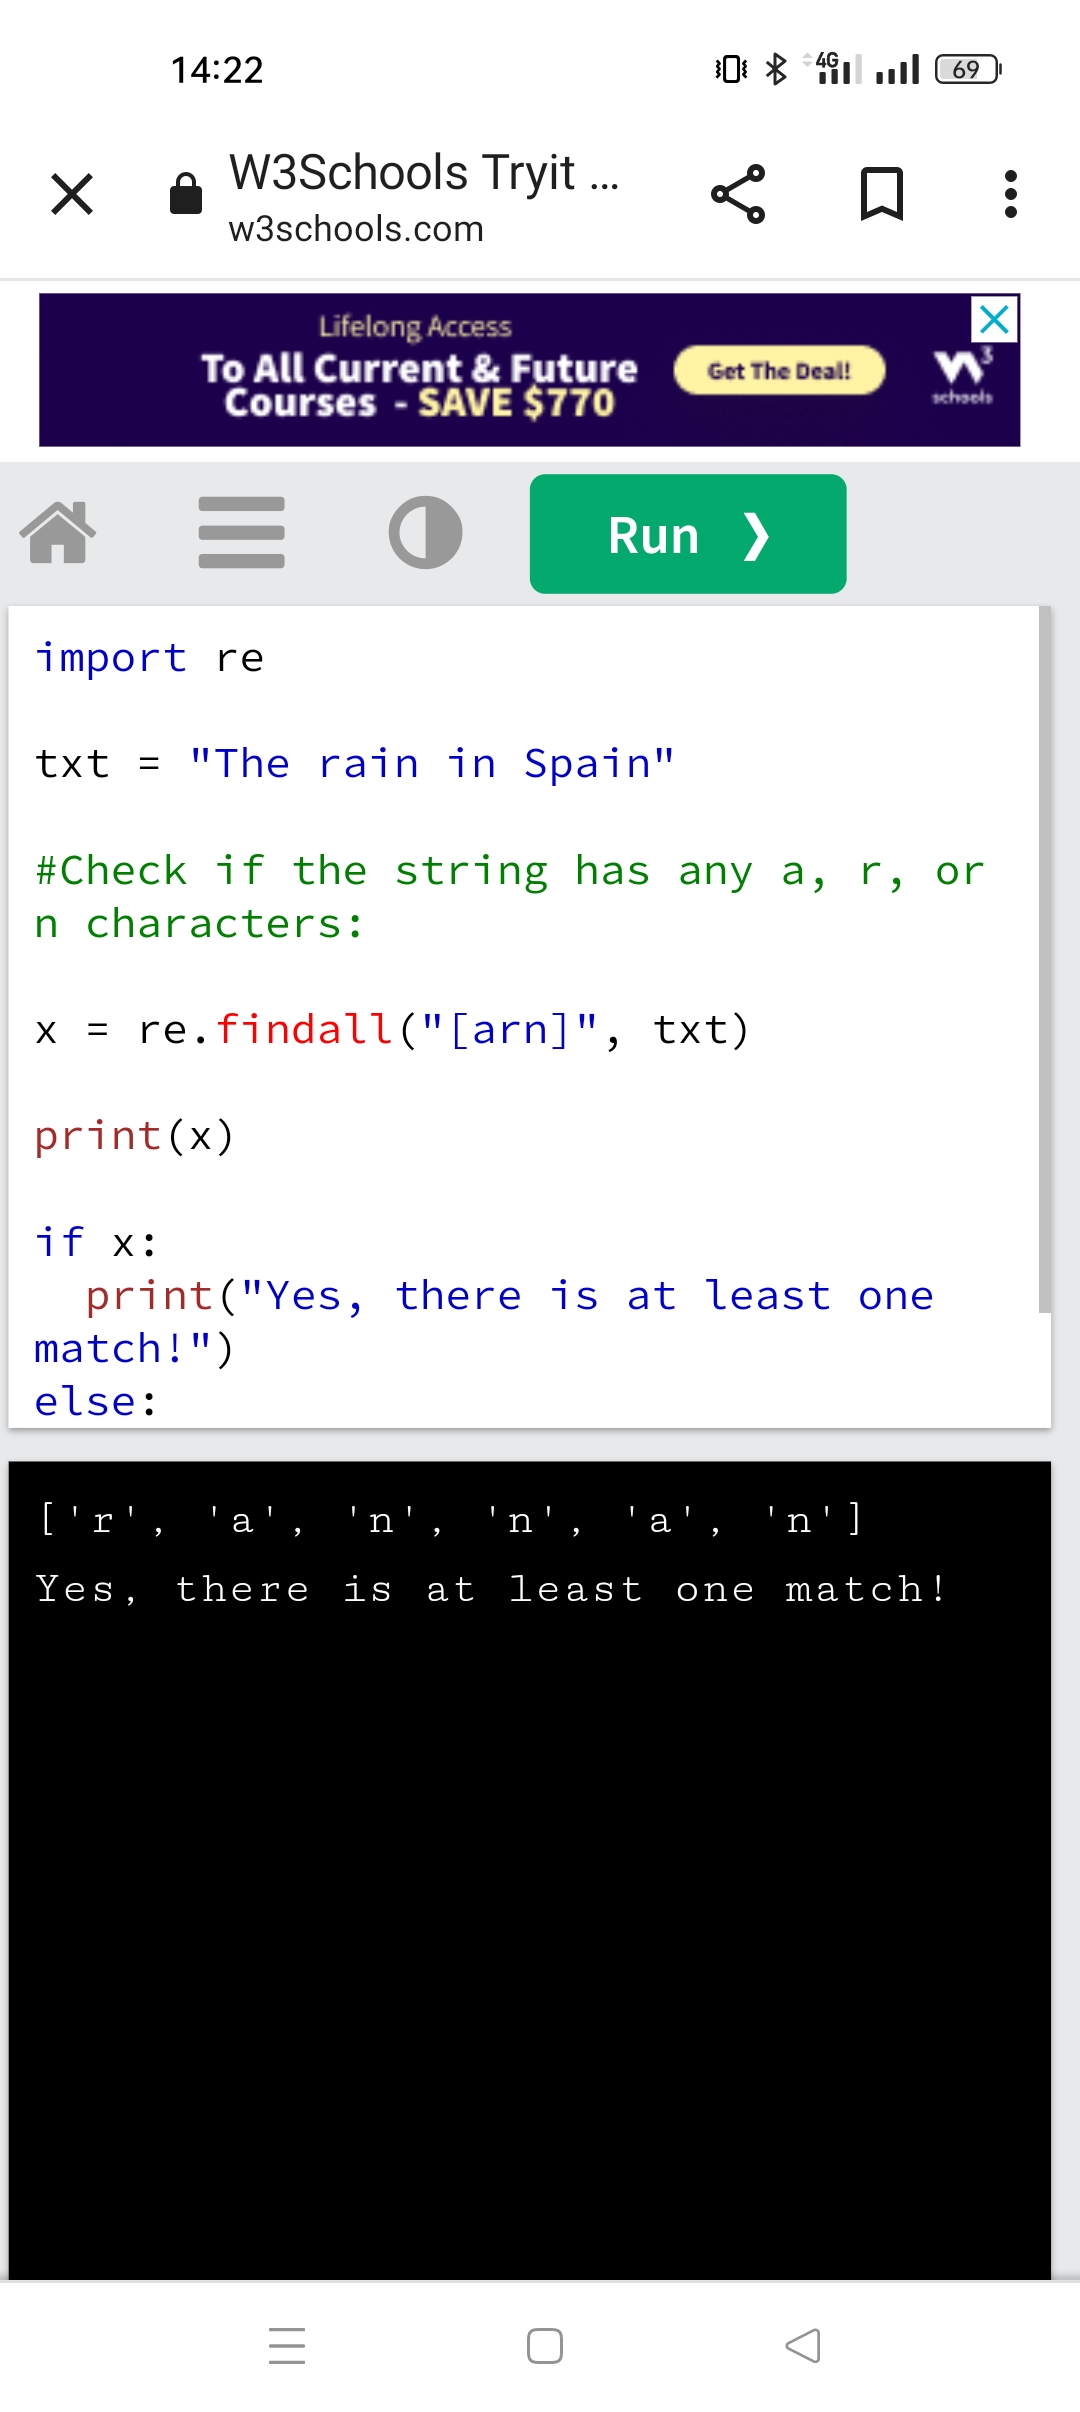 14:22
4G
69
W3Schools Tryit ...
w3schools.com
Lifelong Access
To All Current & Future
Courses - SAVE $770
Get The Deal!
W3
schools
Run ❯
import re
txt = "The rain in Spain"
#Check if the string has any a, r, or
n characters:
x = re.findall("[arn]", txt)
print(x)
if x:
  print("Yes, there is at least one
match!")
else:
['r', 'a', 'n', 'n', 'a', 'n']
Yes, there is at least one match!